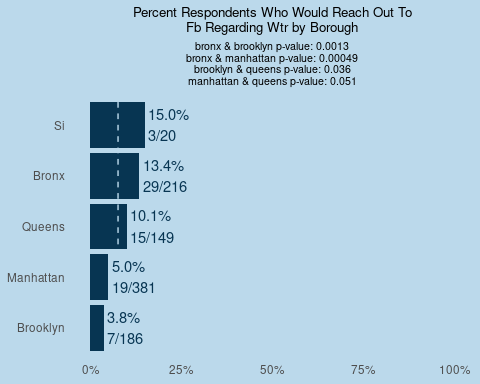 Percent Respondents Who Would Reach Out To
Fb Regarding Wtr by Borough
bronx & brooklyn p-value: 0.0013
bronx & manhattan p-value: 0.00049
brooklyn & queens p-value: 0.036
manhattan & queens p-value: 0.051
Si
15.0%
3/20
Bronx
13.4%
29/216
Queens
10.1%
15/149
Manhattan
5.0%
19/381
Brooklyn
3.8%
7/186
0% 25% 50% 75% 100%